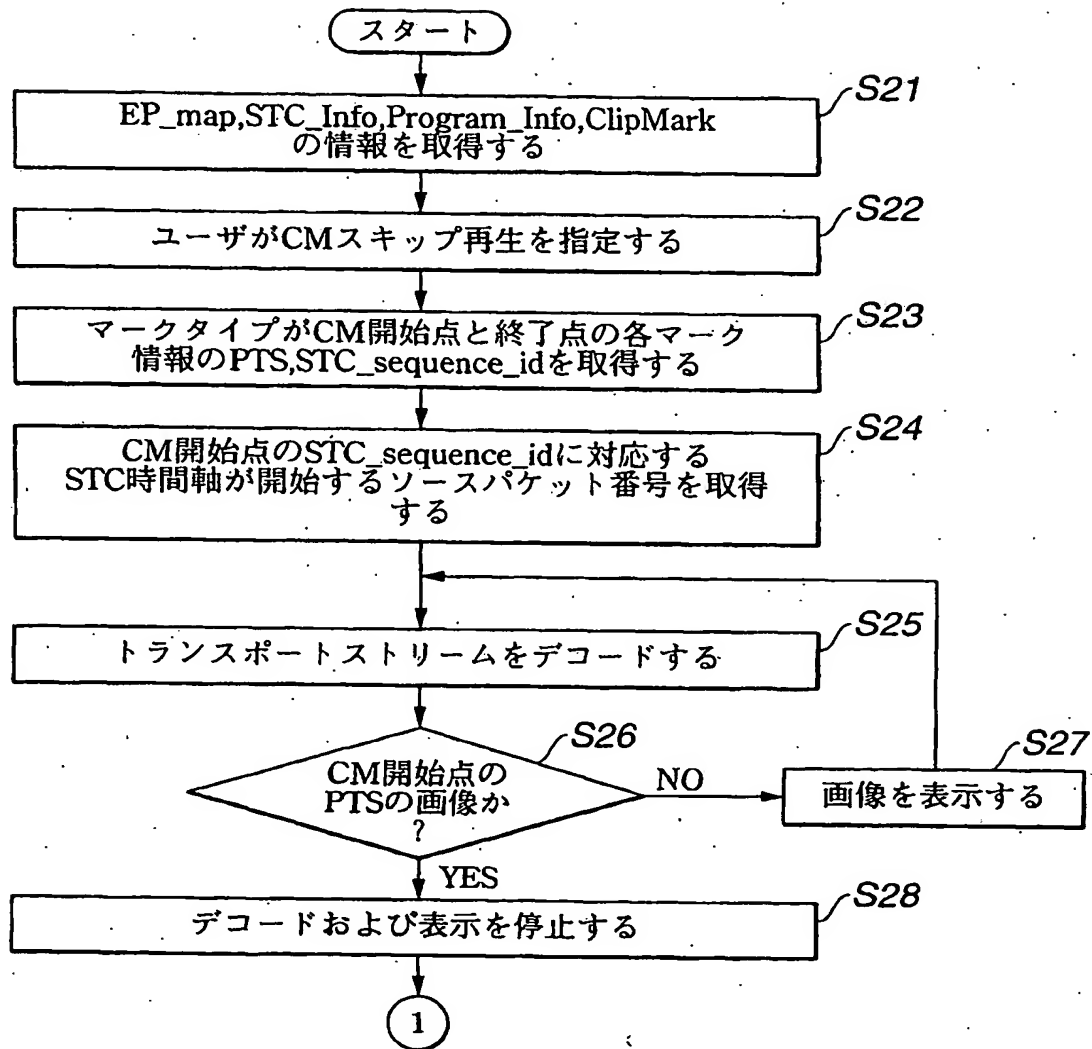 スタート
S21
EP_map,STC_Info,Program_Info,ClipMark
の情報を取得する
S22
ユーザがCMスキップ再生を指定する
S23
マークタイプがCM開始点と終了点の各マーク
情報のPTS,STC_sequence_idを取得する
S24
CM開始点のSTC_sequence_idに対応する
STC時間軸が開始するソースパケット番号を取得
する
S25
トランスポートストリームをデコードする
S26
CM開始点の
PTSの画像か
?
NO
S27
画像を表示する
YES
S28
デコードおよび表示を停止する
1